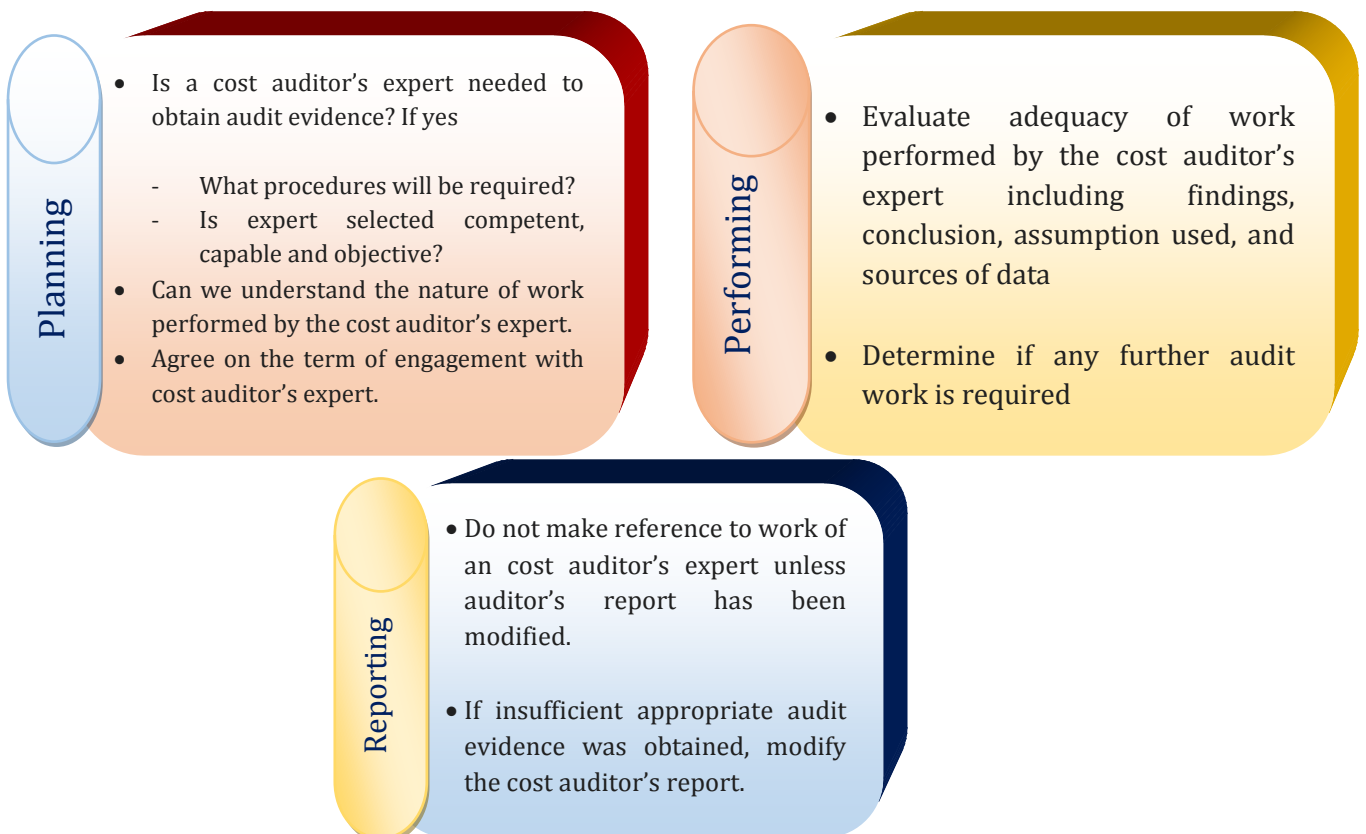 Planning
• Is a cost auditor’s expert needed to
obtain audit evidence? If yes
- What procedures will be required?
- Is expert selected competent,
capable and objective?
• Can we understand the nature of work
performed by the cost auditor’s expert.
• Agree on the term of engagement with
cost auditor’s expert.
Performing
• Evaluate adequacy of work
performed by the cost auditor’s
expert including findings,
conclusion, assumption used, and
sources of data
• Determine if any further audit
work is required
Reporting
• Do not make reference to work of
an cost auditor’s expert unless
auditor’s report has been
modified.
• If insufficient appropriate audit
evidence was obtained, modify
the cost auditor’s report.